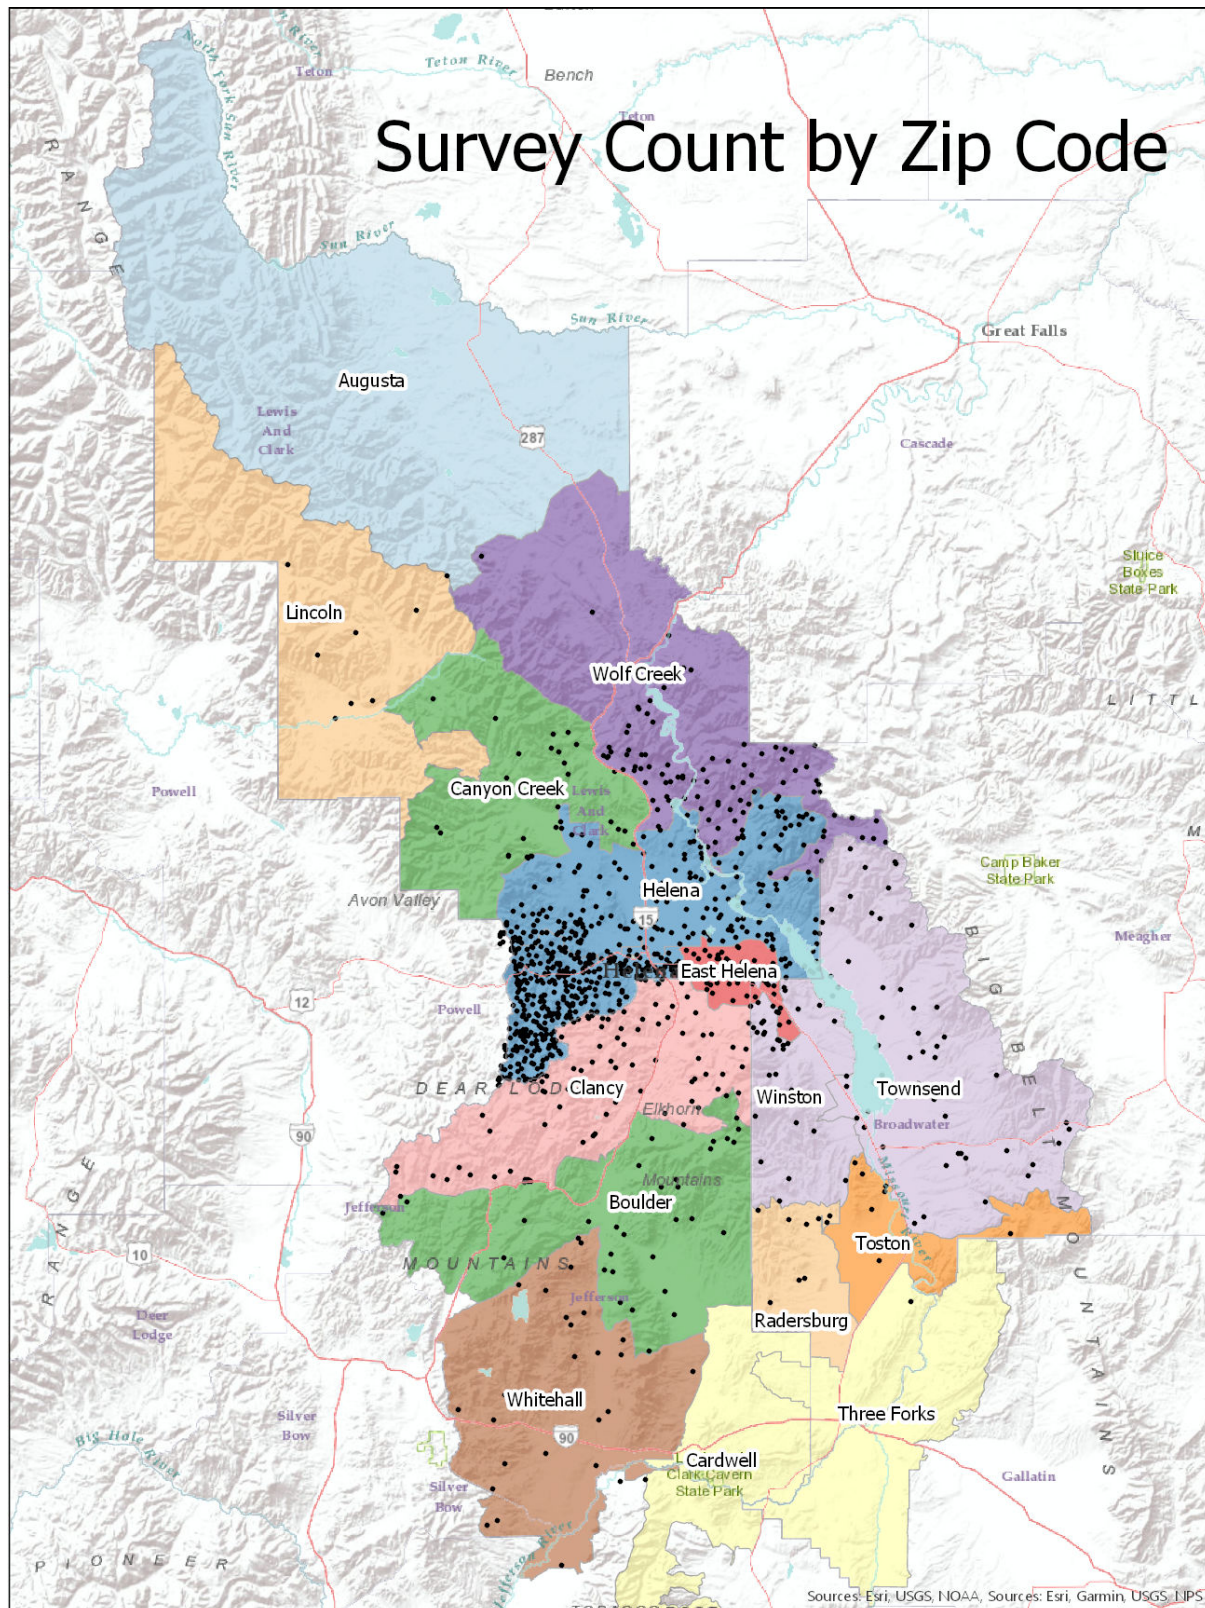 Bench
Teton River
Teton
North Fork Sun River
Teton
Survey Count by Zip Code
RANGE
Sun River
Sun River
Great Falls
Augusta
Lewis
And
Clark
287
Cascade
Sluice
Boxes
State Park
Lincoln
Wolf Creek
Powell
Canyon Creek
Lewis
And
Clark
Camp Baker
State Park
Helena
Avon Valley
15
Meagher
East Helena
12
Powell
BIG BELT MOUNTAINS
Clancy
Winston
Townsend
Elkhorn
Broadwater
90
Mountains
Boulder
Jefferson
Missouri River
Toston
10
MOUNTAINS
RANGE
Jefferson
Deer
Lodge
Radersburg
Whitehall
Three Forks
Silver
Bow
90
Big Hole River
Cardwell
Clark Cavern
State Park
Gallatin
Silver
Bow
Jefferson River
PIONEER
Sources: Esri, USGS, NOAA, Sources: Esri, Garmin, USGS, NPS